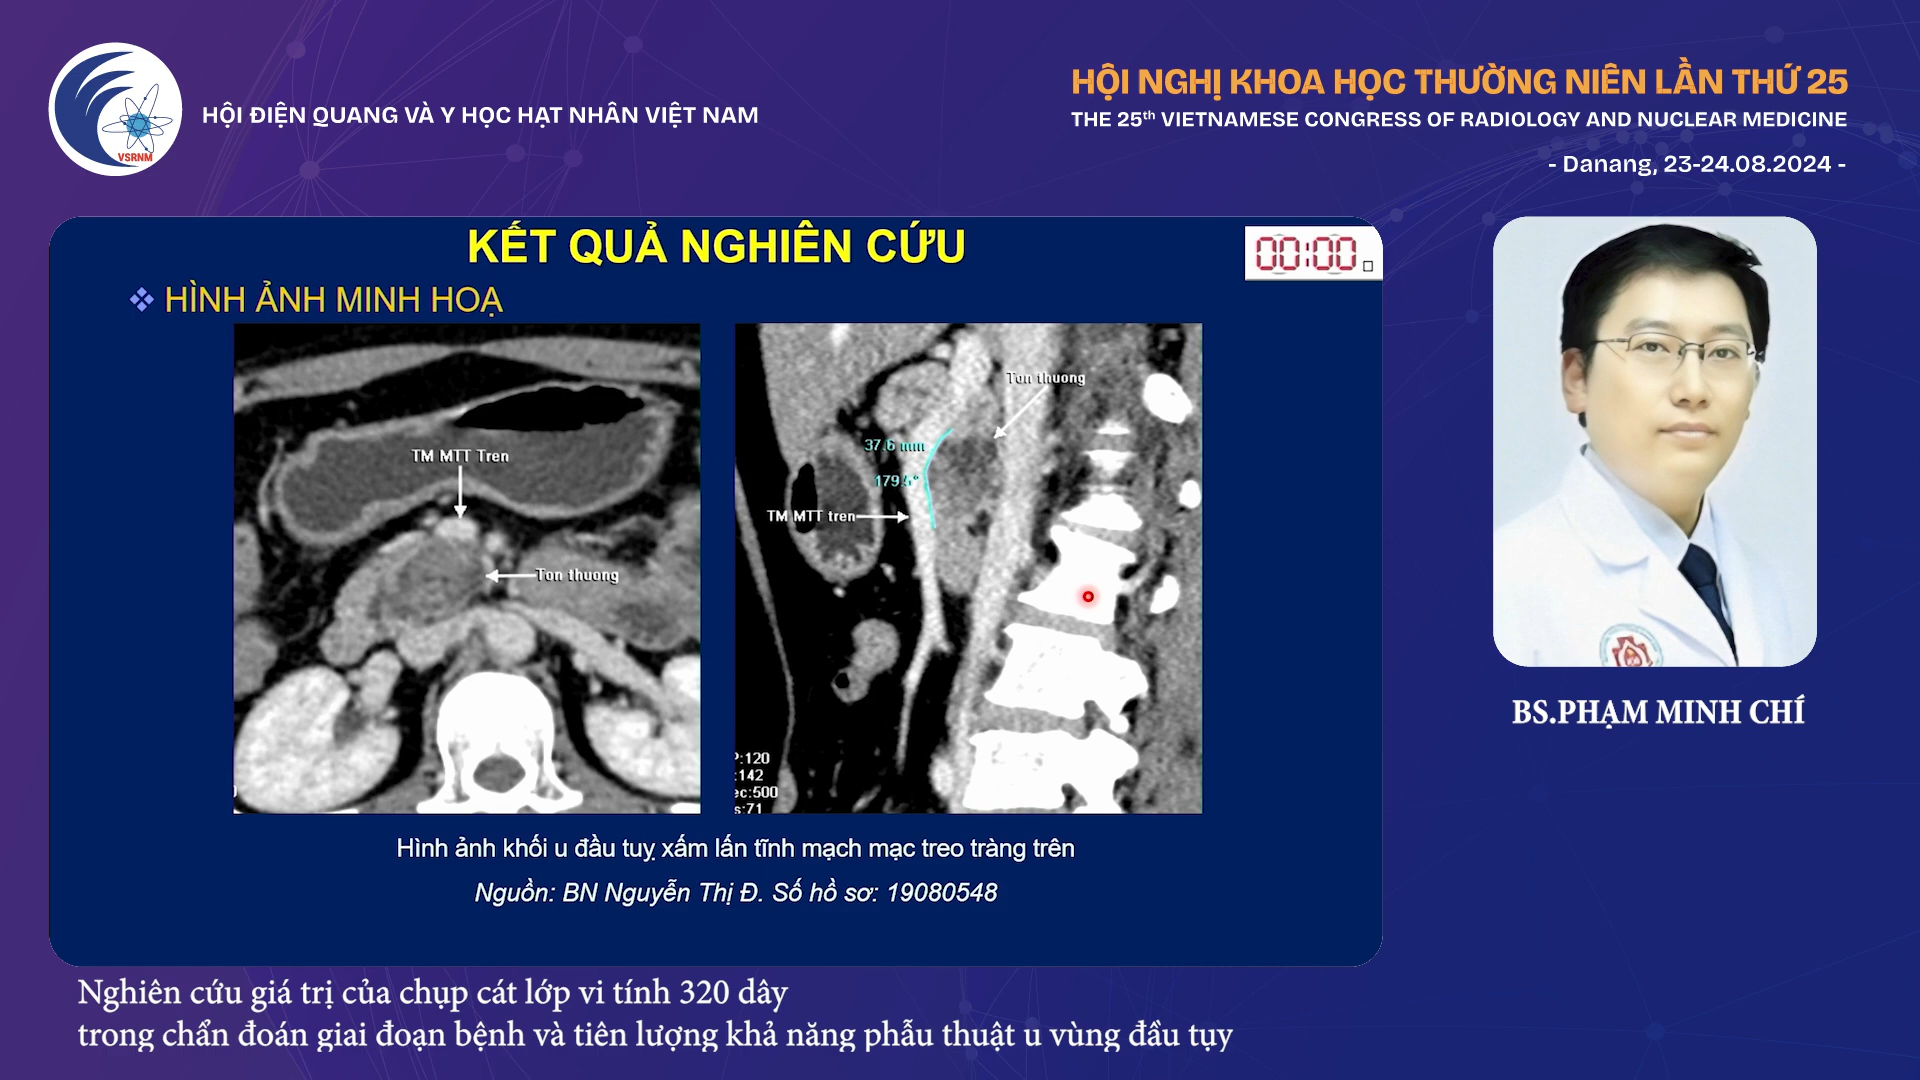 VSRNM
HỘI ĐIỆN QUANG VÀ Y HỌC HẠT NHÂN VIỆT NAM
HỘI NGHỊ KHOA HỌC THƯỜNG NIÊN LẦN THỨ 25
THE 25th VIETNAMESE CONGRESS OF RADIOLOGY AND NUCLEAR MEDICINE
- Danang, 23-24.08.2024 -
KẾT QUẢ NGHIÊN CỨU
00:00
❖ HÌNH ẢNH MINH HOẠ
TM MTT Tren
Ton thuong
Ton thuong
37.6 mm
TM MTT tren
P:120
:142
ec:500
s:71
Hình ảnh khối u đầu tuỵ xấm lấn tĩnh mạch mạc treo tràng trên
Nguồn: BN Nguyễn Thị Đ. Số hồ sơ: 19080548
BS.PHẠM MINH CHÍ
Nghiên cứu giá trị của chụp cát lớp vi tính 320 dây
trong chẩn đoán giai đoạn bệnh và tiên lượng khả năng phẫu thuật u vùng đầu tụy